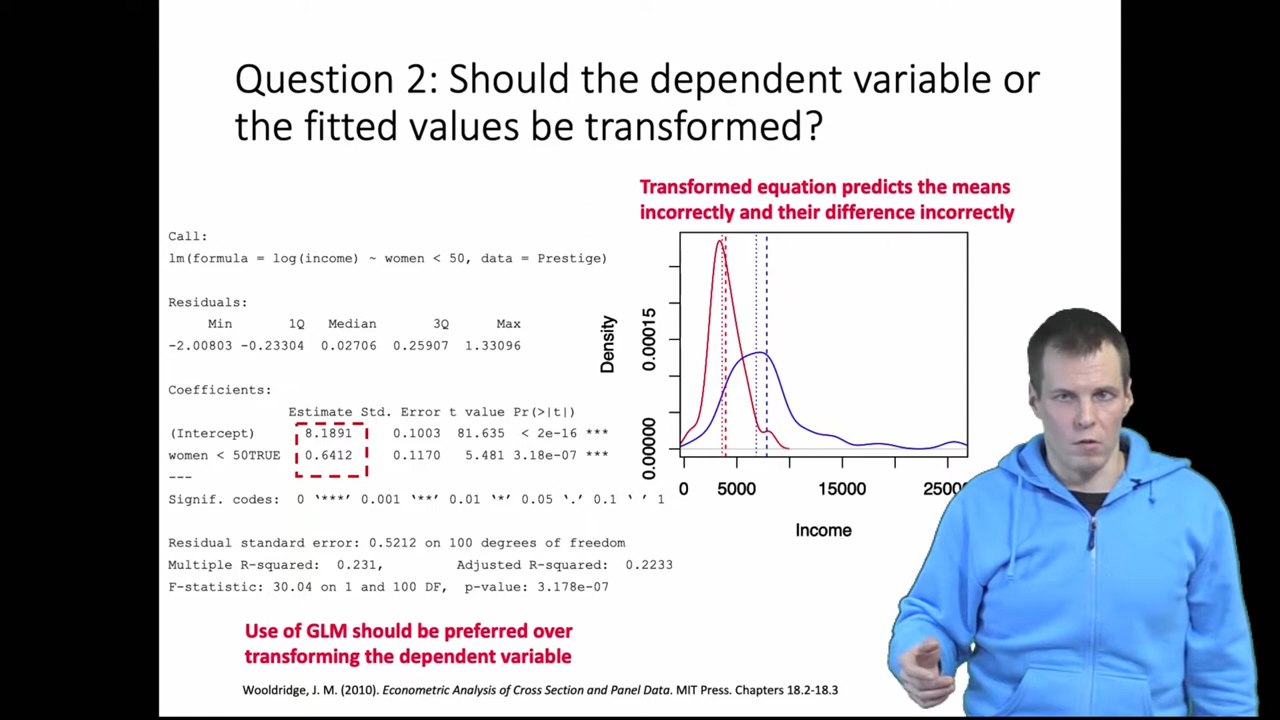 Question 2: Should the dependent variable or
the fitted values be transformed?
Transformed equation predicts the means
incorrectly and their difference incorrectly
Call:
lm(formula = log(income) ~ women < 50, data = Prestige)
Residuals:
Min 1Q Median 3Q Max
-2.00803 -0.23304 0.02706 0.25907 1.33096
Coefficients:
Estimate Std. Error t value Pr(>|t|)
(Intercept) 8.1891 0.1003 81.635 < 2e-16 ***
women < 50TRUE 0.6412 0.1170 5.481 3.18e-07 ***
---
Signif. codes: 0 ‘***’ 0.001 ‘**’ 0.01 ‘*’ 0.05 ‘.’ 0.1 ‘ ’ 1
Residual standard error: 0.5212 on 100 degrees of freedom
Multiple R-squared: 0.231, Adjusted R-squared: 0.2233
F-statistic: 30.04 on 1 and 100 DF, p-value: 3.178e-07
Density
0.00015
0.00000
0 5000 15000 25000
Income
Use of GLM should be preferred over
transforming the dependent variable
Wooldridge, J. M. (2010). Econometric Analysis of Cross Section and Panel Data. MIT Press. Chapters 18.2-18.3